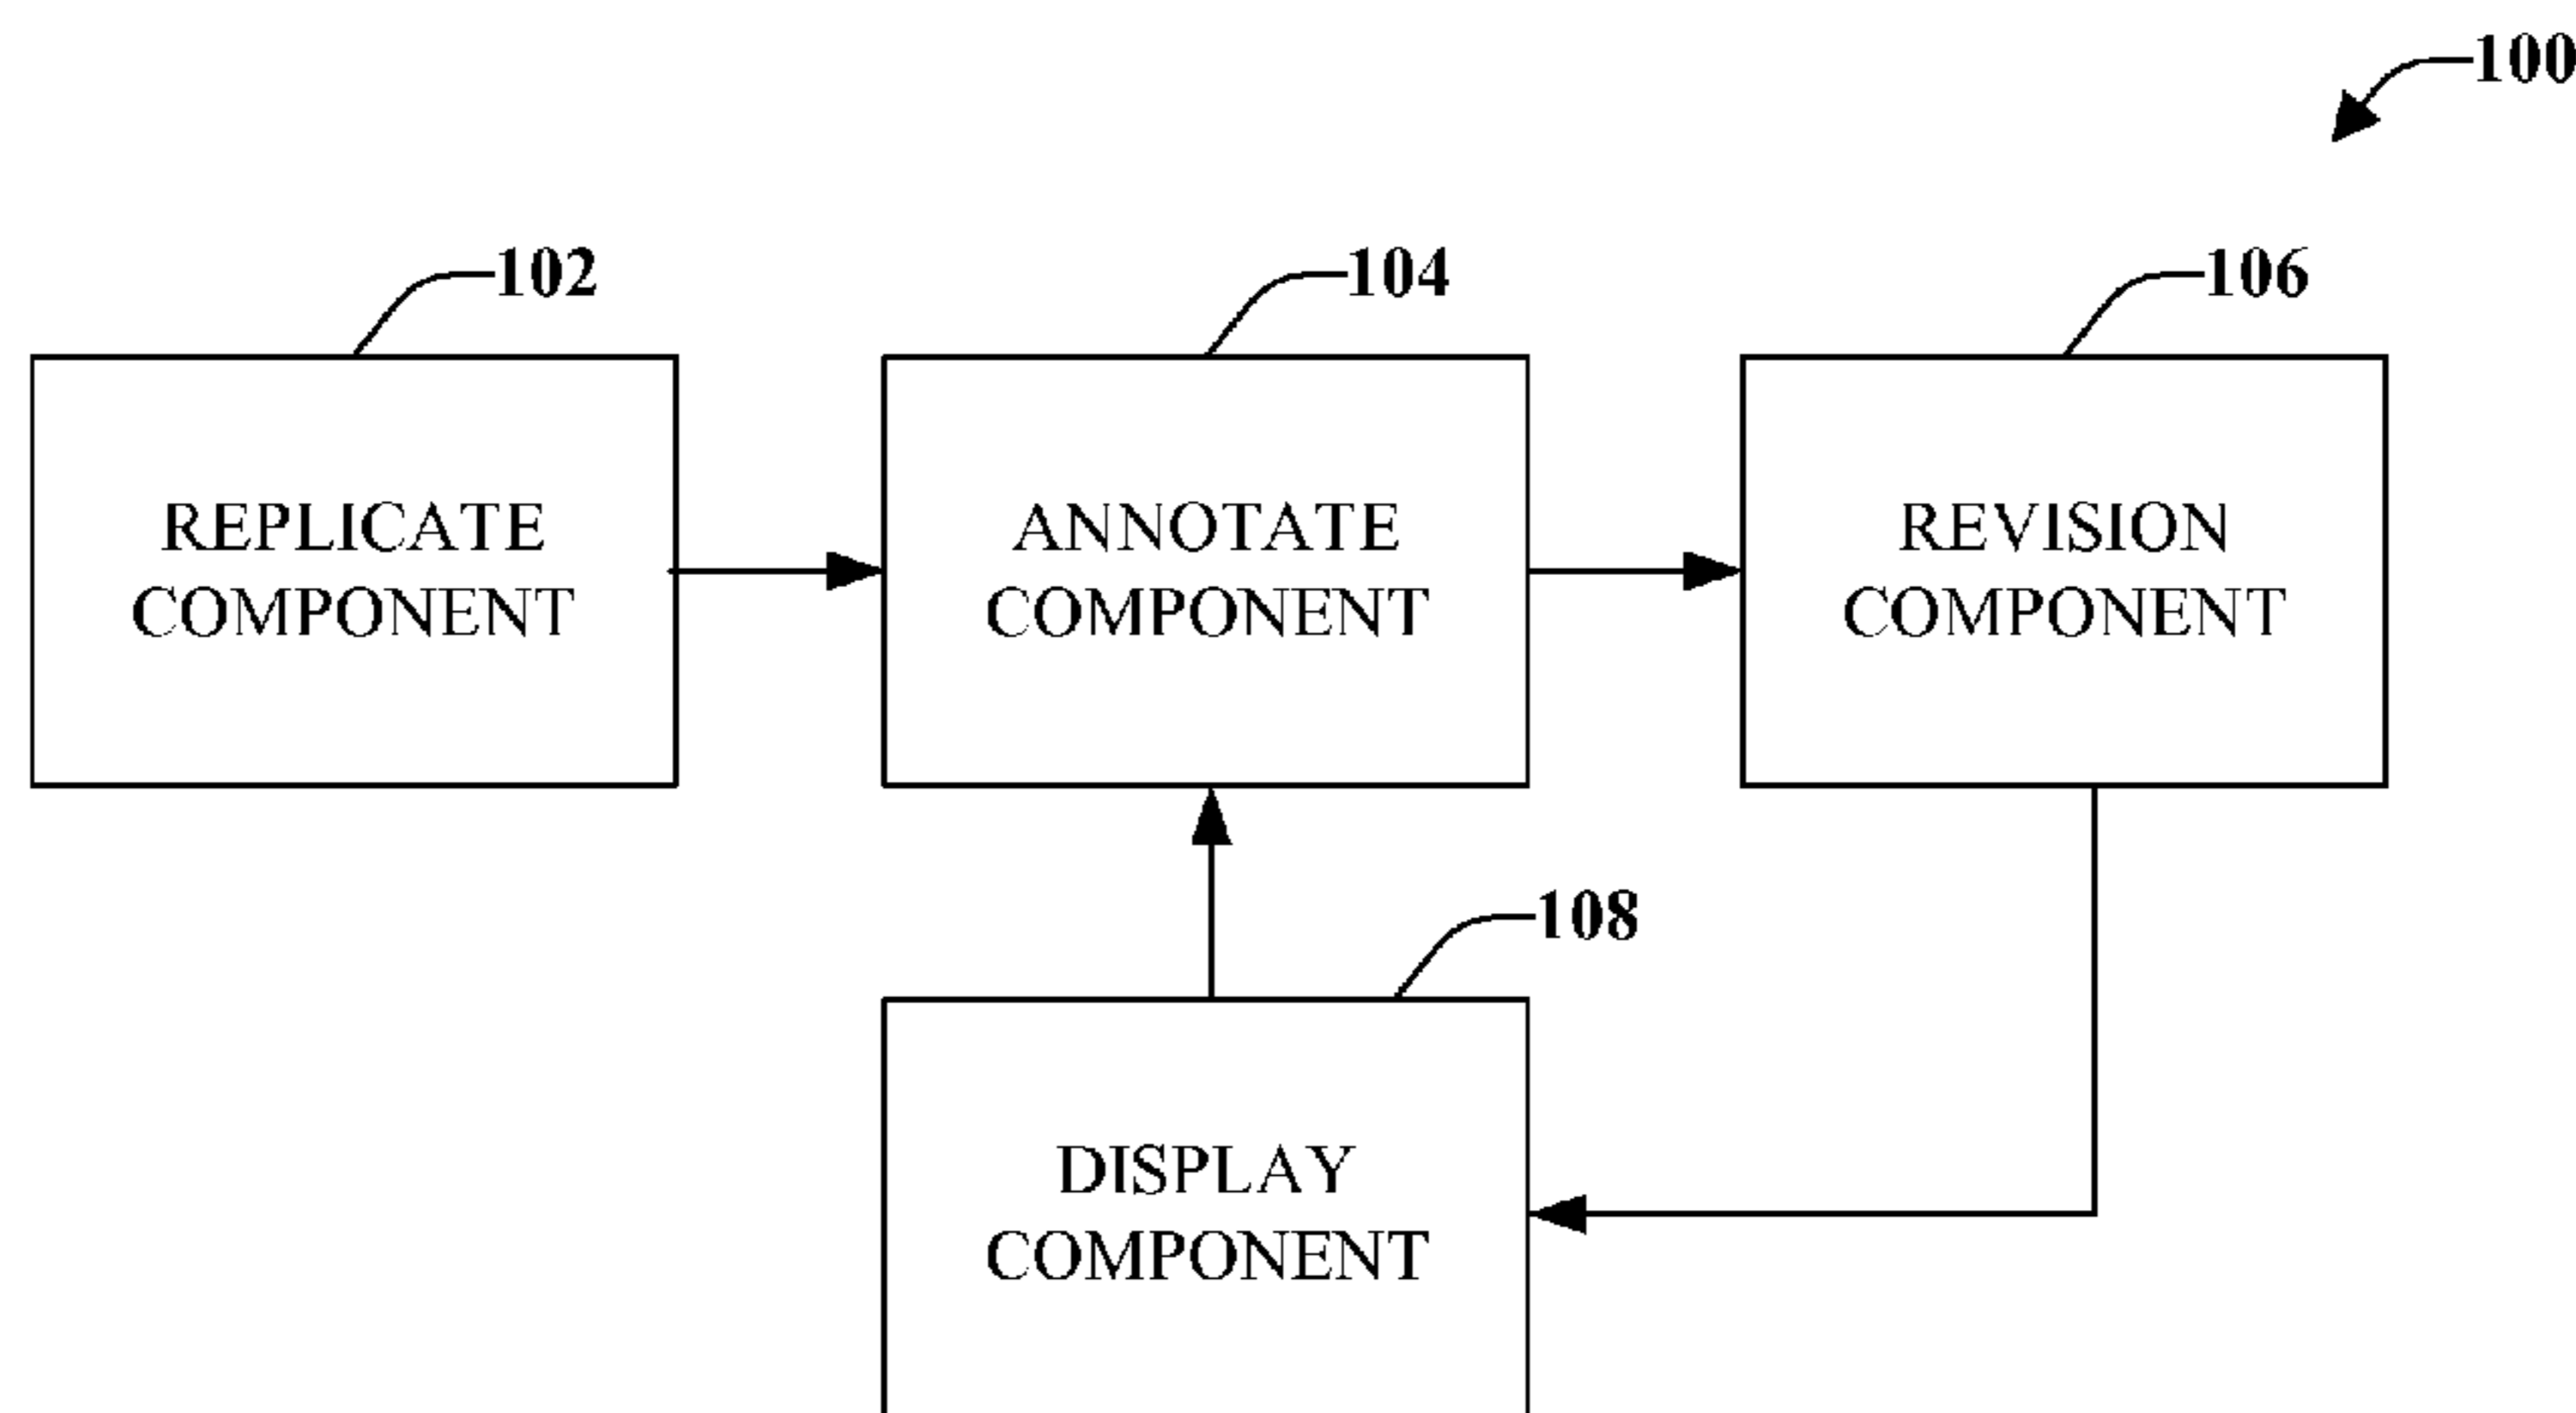 100
102
104
106
REPLICATE
COMPONENT
ANNOTATE
COMPONENT
REVISION
COMPONENT
108
DISPLAY
COMPONENT